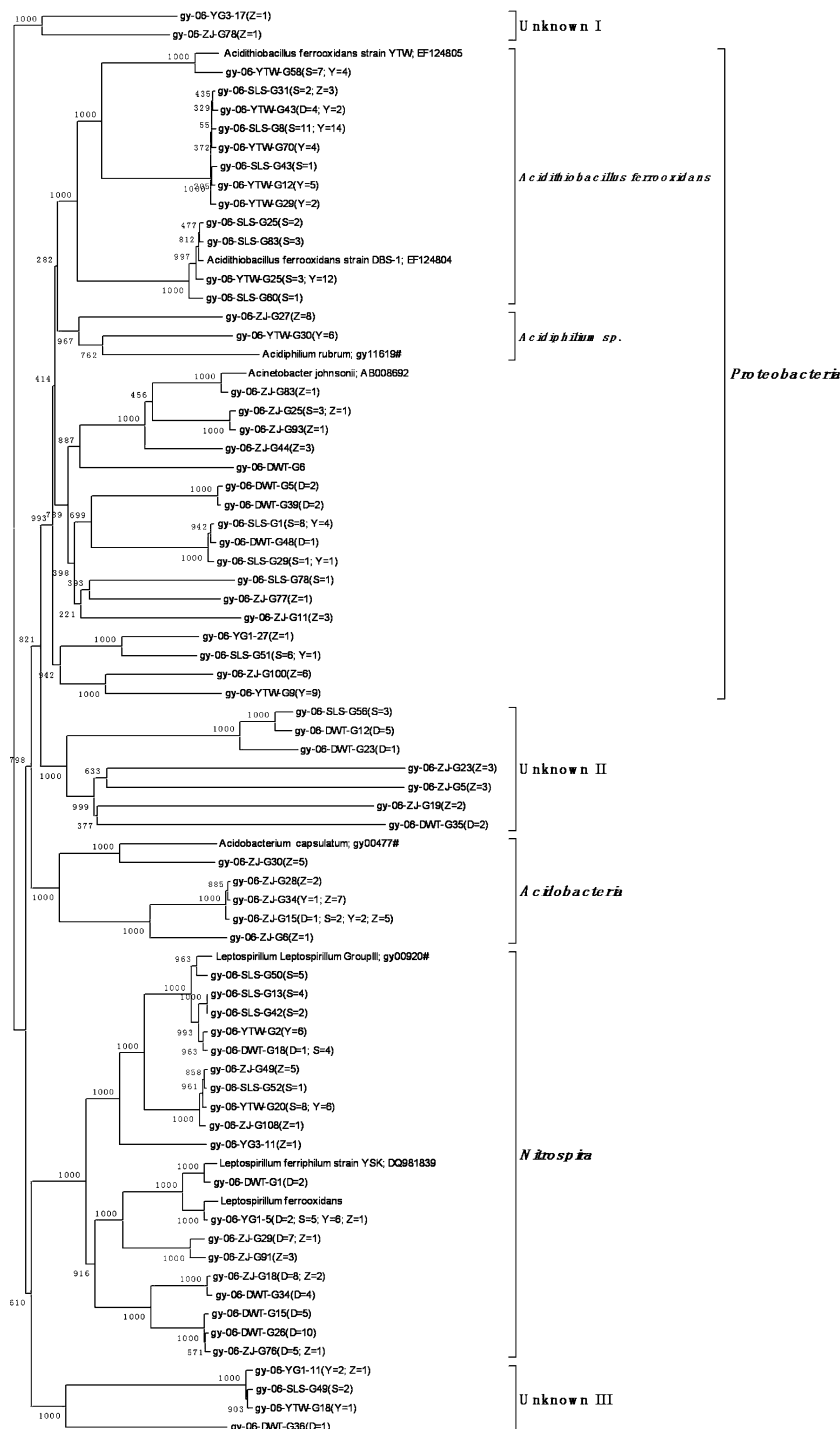 1000
gy-06-YG3-17(Z=1)
gy-06-ZJ-G78(Z=1)
Unknown I
1000
Acidithiobacillus ferrooxidans strain YTW; EF124805
gy-06-YTW-G58(S=7; Y=4)
435
gy-06-SLS-G31(S=2; Z=3)
329
gy-06-YTW-G43(D=4; Y=2)
1000
55
gy-06-SLS-G8(S=11; Y=14)
372
gy-06-YTW-G70(Y=4)
gy-06-SLS-G43(S=1)
Acidithiobacillus ferrooxidans
gy-06-YTW-G12(Y=5)
1000
gy-06-YTW-G29(Y=2)
1000
477
gy-06-SLS-G25(S=2)
812
gy-06-SLS-G83(S=3)
997
Acidithiobacillus ferrooxidans strain DBS-1; EF124804
282
gy-06-YTW-G25(S=3; Y=12)
1000
gy-06-SLS-G60(S=1)
gy-06-ZJ-G27(Z=8)
967
gy-06-YTW-G30(Y=6)
Acidiphilium sp.
762
Acidiphilium rubrum; gy11619#
1000
Acinetobacter johnsonii; AB008692
Proteobacteria
414
gy-06-ZJ-G83(Z=1)
456
gy-06-ZJ-G25(S=3; Z=1)
1000
1000
gy-06-ZJ-G93(Z=1)
887
gy-06-ZJ-G44(Z=3)
gy-06-DWT-G6
1000
gy-06-DWT-G5(D=2)
gy-06-DWT-G39(D=2)
993
789
699
942
gy-06-SLS-G1(S=8; Y=4)
gy-06-DWT-G48(D=1)
1000
gy-06-SLS-G29(S=1; Y=1)
398
393
gy-06-SLS-G78(S=1)
gy-06-ZJ-G77(Z=1)
221
gy-06-ZJ-G11(Z=3)
821
1000
gy-06-YG1-27(Z=1)
gy-06-SLS-G51(S=6; Y=1)
942
gy-06-ZJ-G100(Z=6)
1000
gy-06-YTW-G9(Y=9)
1000
gy-06-SLS-G56(S=3)
1000
gy-06-DWT-G12(D=5)
gy-06-DWT-G23(D=1)
798
1000
633
gy-06-ZJ-G23(Z=3)
Unknown II
gy-06-ZJ-G5(Z=3)
999
gy-06-ZJ-G19(Z=2)
377
gy-06-DWT-G35(D=2)
1000
Acidobacterium capsulatum; gy00477#
gy-06-ZJ-G30(Z=5)
885
gy-06-ZJ-G28(Z=2)
1000
1000
gy-06-ZJ-G34(Y=1; Z=7)
Acidobacteria
gy-06-ZJ-G15(D=1; S=2; Y=2; Z=5)
1000
gy-06-ZJ-G6(Z=1)
963
Leptospirillum Leptospirillum GroupIII; gy00920#
gy-06-SLS-G50(S=5)
1000
1000
gy-06-SLS-G13(S=4)
gy-06-SLS-G42(S=2)
993
gy-06-YTW-G2(Y=6)
963
gy-06-DWT-G18(D=1; S=4)
1000
858
gy-06-ZJ-G49(Z=5)
961
gy-06-SLS-G52(S=1)
1000
gy-06-YTW-G20(S=8; Y=6)
1000
gy-06-ZJ-G108(Z=1)
gy-06-YG3-11(Z=1)
Nitrospira
1000
1000
Leptospirillum ferriphilum strain YSK; DQ981839
1000
gy-06-DWT-G1(D=2)
Leptospirillum ferrooxidans
1000
1000
gy-06-YG1-5(D=2; S=5; Y=6; Z=1)
gy-06-ZJ-G29(D=7; Z=1)
1000
gy-06-ZJ-G91(Z=3)
916
1000
gy-06-ZJ-G18(D=8; Z=2)
gy-06-DWT-G34(D=4)
610
1000
gy-06-DWT-G15(D=5)
1000
gy-06-DWT-G26(D=10)
571
gy-06-ZJ-G76(D=5; Z=1)
1000
gy-06-YG1-11(Y=2; Z=1)
gy-06-SLS-G49(S=2)
Unknown III
1000
903
gy-06-YTW-G18(Y=1)
gy-06-DWT-G36(D=1)